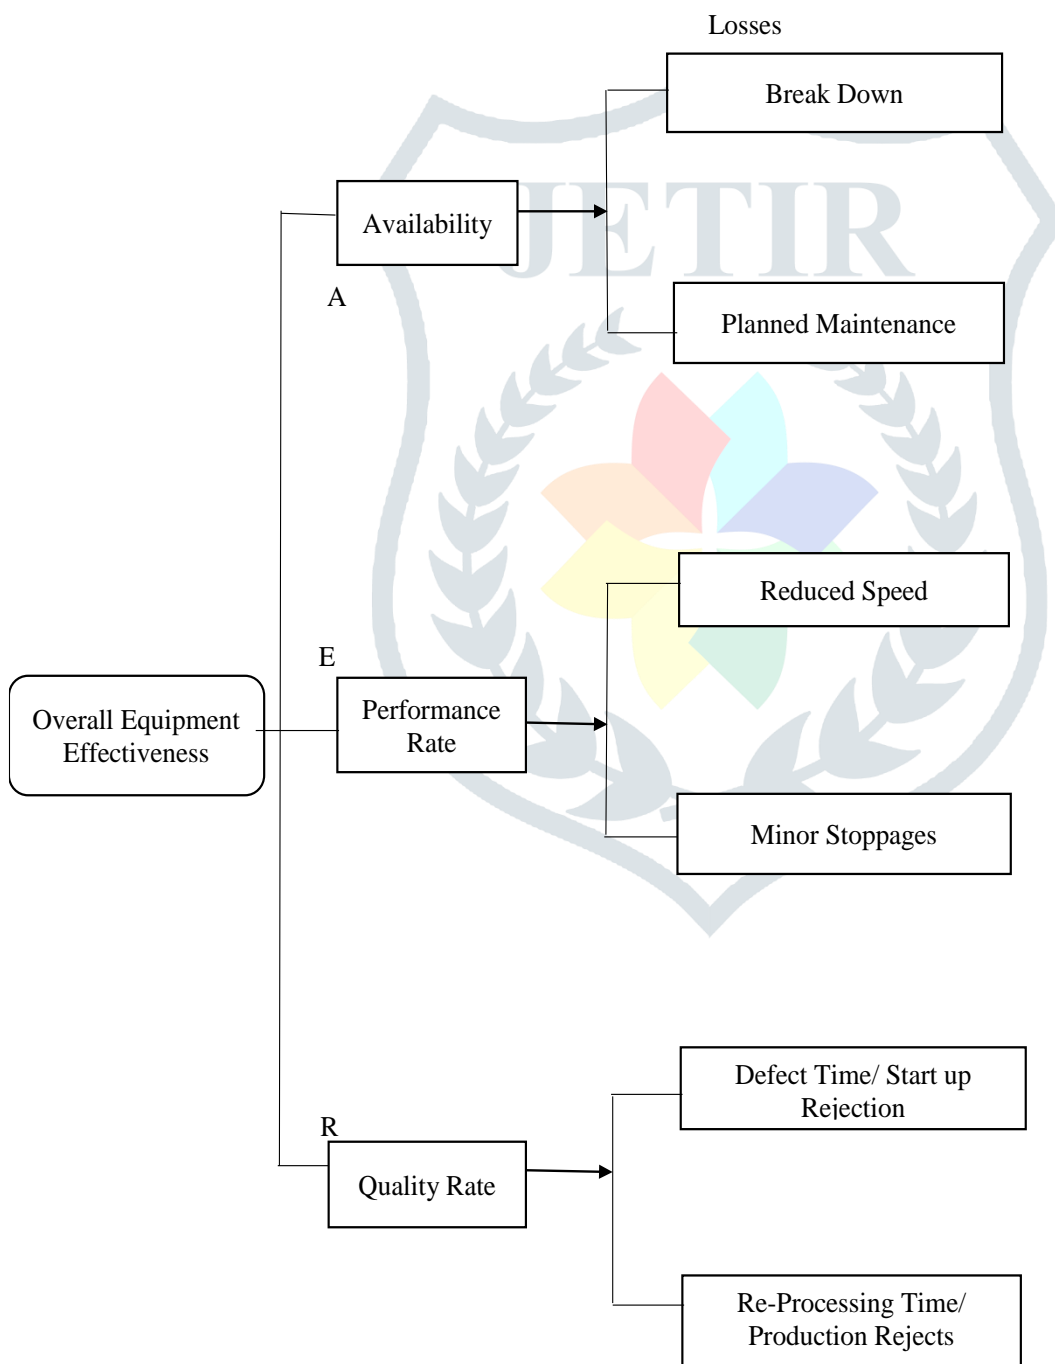 Losses
Break Down
JETIR
Availability
A
Planned Maintenance
Reduced Speed
E
Overall Equipment
Effectiveness
Performance
Rate
Minor Stoppages
Defect Time/ Start up
Rejection
R
Quality Rate
Re-Processing Time/
Production Rejects